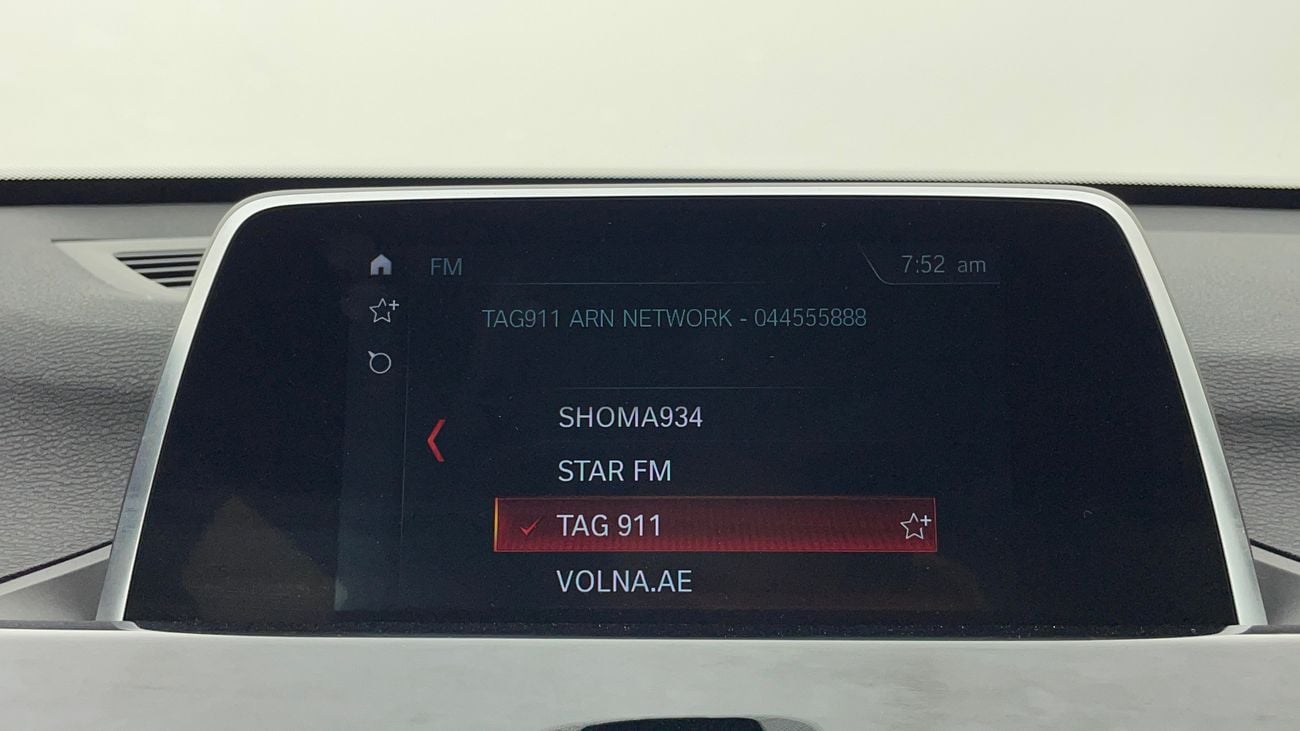 FM
7:52 am
TAG911 ARN NETWORK - 044555888
SHOMA934
STAR FM
TAG 911
VOLNA.AE